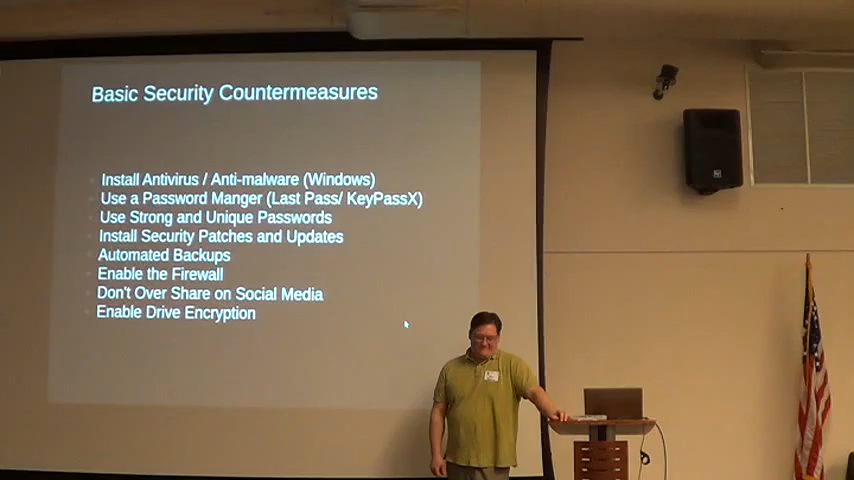 Basic Security Countermeasures
Install Antivirus / Anti-malware (Windows)
Use a Password Manger (Last Pass/ KeyPassX)
Use Strong and Unique Passwords
Install Security Patches and Updates
Automated Backups
Enable the Firewall
Don't Over Share on Social Media
Enable Drive Encryption